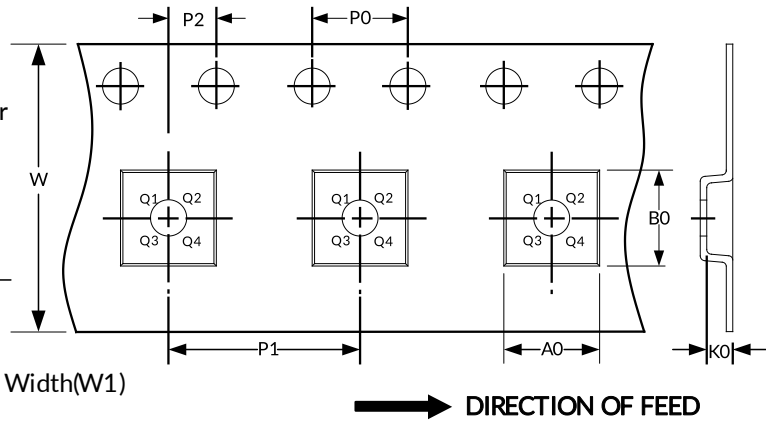 P2
P0
r
W
Q1 Q2
Q3 Q4
Q1 Q2
Q3 Q4
Q1 Q2
Q3 Q4
B0
P1
A0
K0
Width(W1)
DIRECTION OF FEED